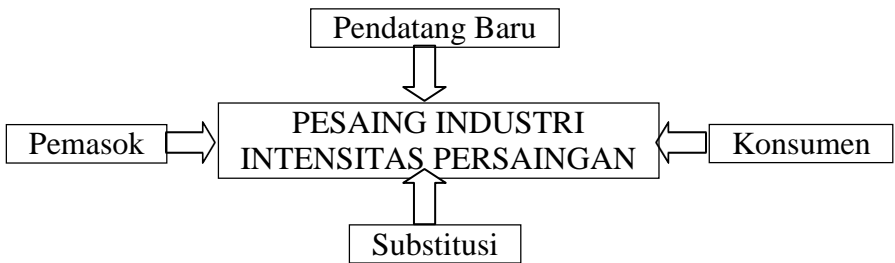 Pendatang Baru
Pemasok
PESAING INDUSTRI
INTENSITAS PERSAINGAN
Konsumen
Substitusi